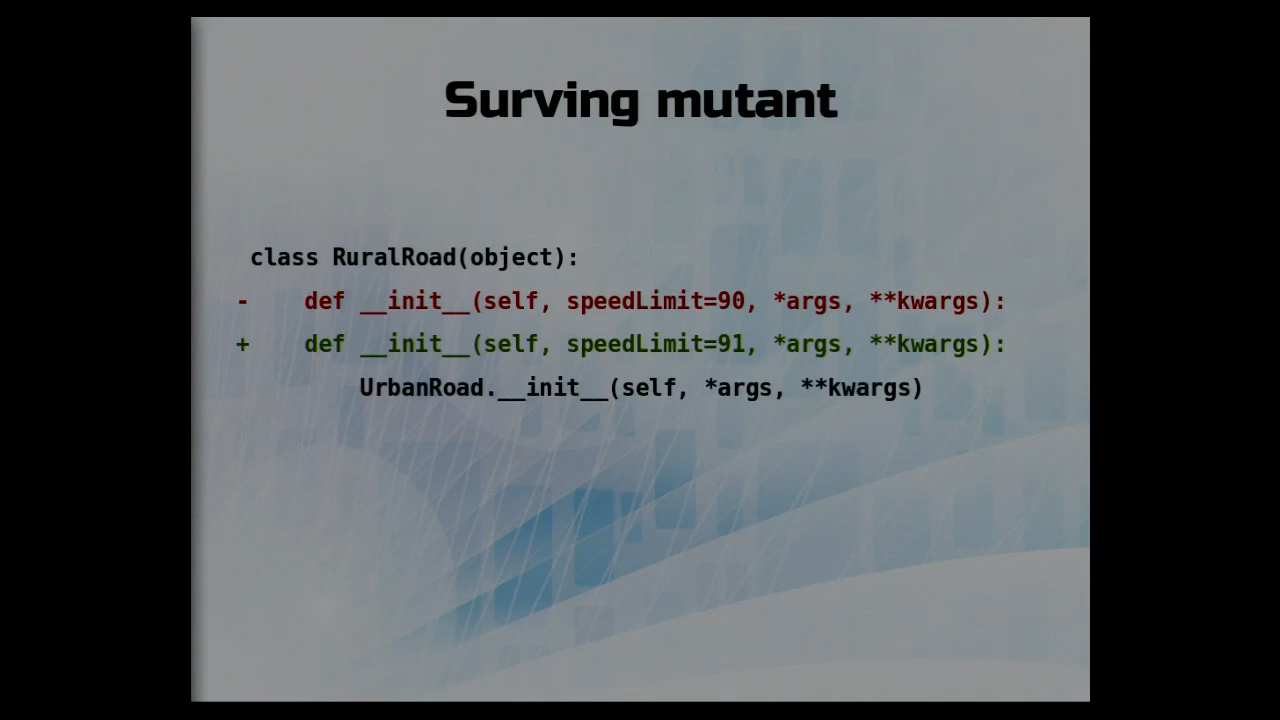 Surving mutant
class RuralRoad(object):
-    def __init__(self, speedLimit=90, *args, **kwargs):
+    def __init__(self, speedLimit=91, *args, **kwargs):
        UrbanRoad.__init__(self, *args, **kwargs)